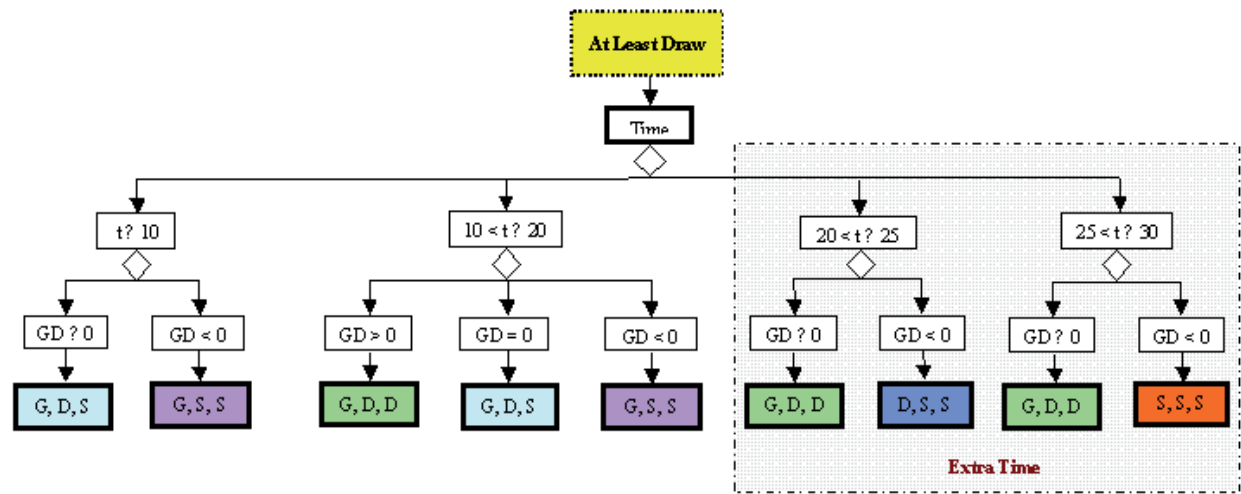 At Least Draw
Time
t ? 10
10 < t ? 20
20 < t ? 25
25 < t ? 30
GD ? 0
GD < 0
GD > 0
GD = 0
GD < 0
GD ? 0
GD < 0
GD ? 0
GD < 0
G, D, S
G, S, S
G, D, D
G, D, S
G, S, S
G, D, D
D, S, S
G, D, D
S, S, S
Extra Time